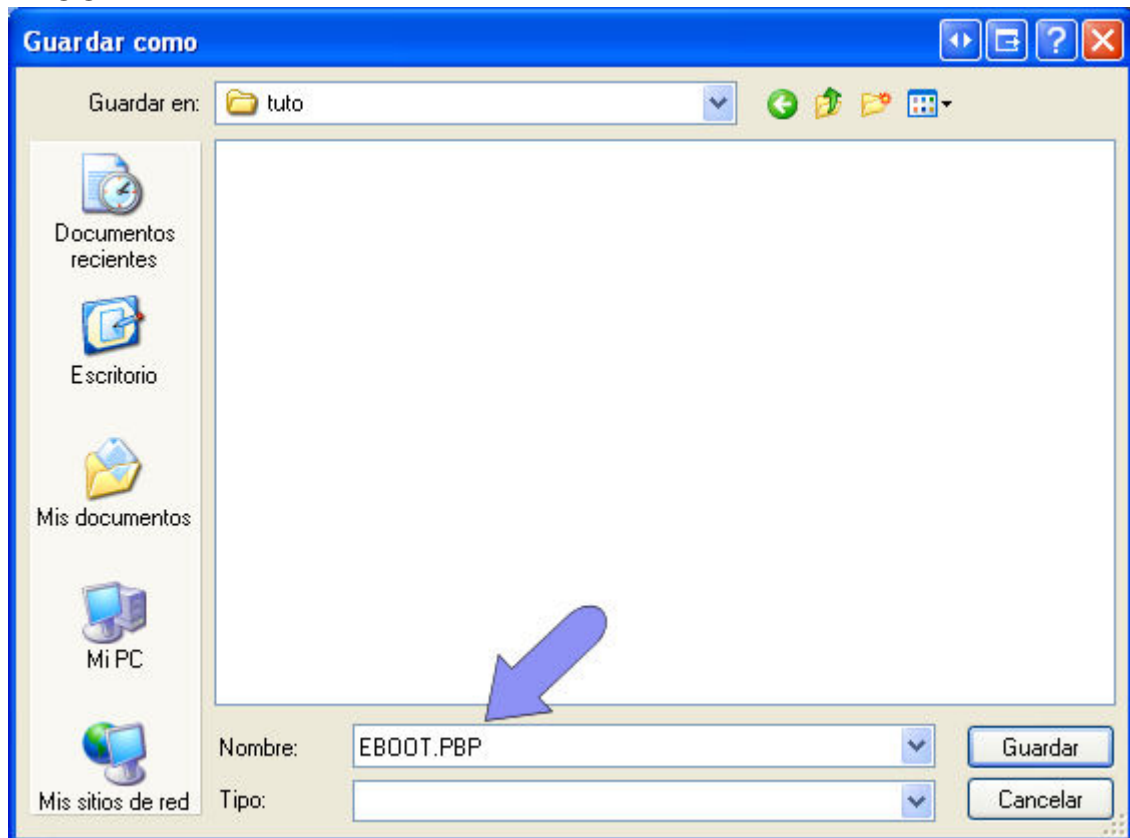 Guardar como
Guardar en:
tuto
Documentos
recientes
Escritorio
Mis documentos
Mi PC
Mis sitios de red
Nombre:
EBOOT.PBP
Guardar
Tipo:
Cancelar